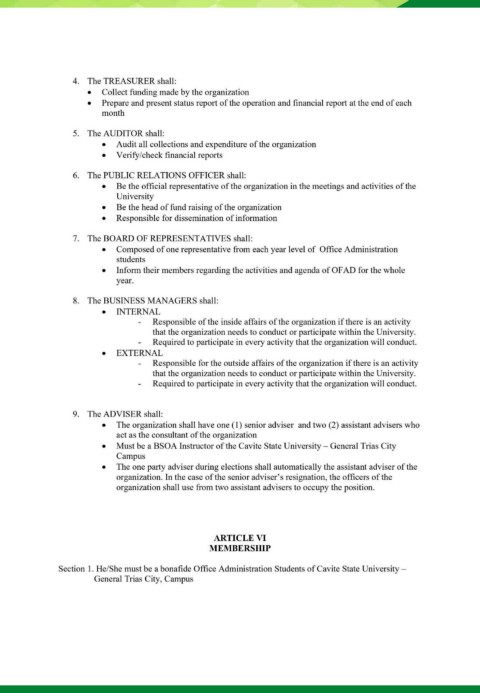 4. The TREASURER shall:
• Collect funding made by the organization
• Prepare and present status report of the operation and financial report at the end of each
month
5. The AUDITOR shall:
• Audit all collections and expenditure of the organization
• Verify/check financial reports
6. The PUBLIC RELATIONS OFFICER shall:
• Be the official representative of the organization in the meetings and activities of the
University
• Be the head of fund raising of the organization
• Responsible for dissemination of information
7. The BOARD OF REPRESENTATIVES shall:
• Composed of one representative from each year level of Office Administration
students
• Inform their members regarding the activities and agenda of OFAD for the whole
year.
8. The BUSINESS MANAGERS shall:
• INTERNAL
- Responsible of the inside affairs of the organization if there is an activity
that the organization needs to conduct or participate within the University.
- Required to participate in every activity that the organization will conduct.
• EXTERNAL
- Responsible for the outside affairs of the organization if there is an activity
that the organization needs to conduct or participate within the University.
- Required to participate in every activity that the organization will conduct.
9. The ADVISER shall:
• The organization shall have one (1) senior adviser and two (2) assistant advisers who
act as the consultant of the organization
• Must be a BSOA Instructor of the Cavite State University – General Trias City
Campus
• The one party adviser during elections shall automatically the assistant adviser of the
organization. In the case of the senior adviser's resignation, the officers of the
organization shall use from two assistant advisers to occupy the position.
ARTICLE VI
MEMBERSHIP
Section 1. He/She must be a bonafide Office Administration Students of Cavite State University –
General Trias City, Campus